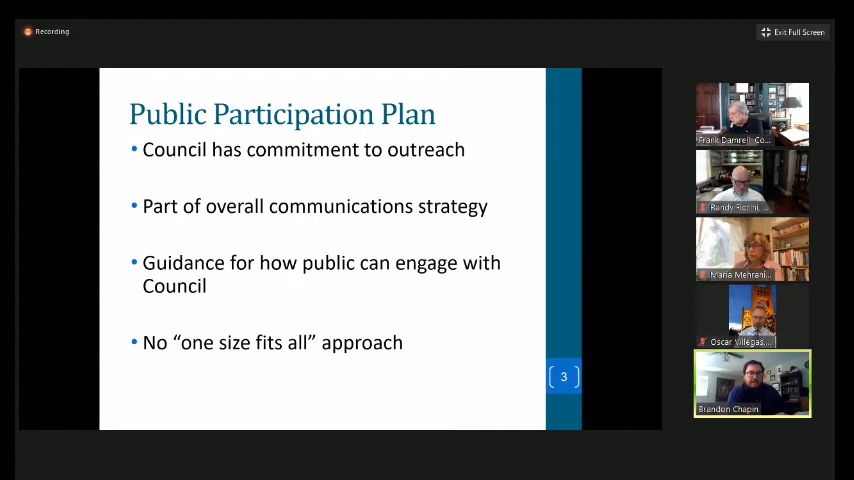 Recording
Exit Full Screen
Public Participation Plan
• Council has commitment to outreach
• Part of overall communications strategy
• Guidance for how public can engage with
Council
• No “one size fits all” approach
3
Frank Damrell, Co...
Randy Fiorini, ...
Maria Mehrani...
Oscar Villegas,...
Brandon Chapin